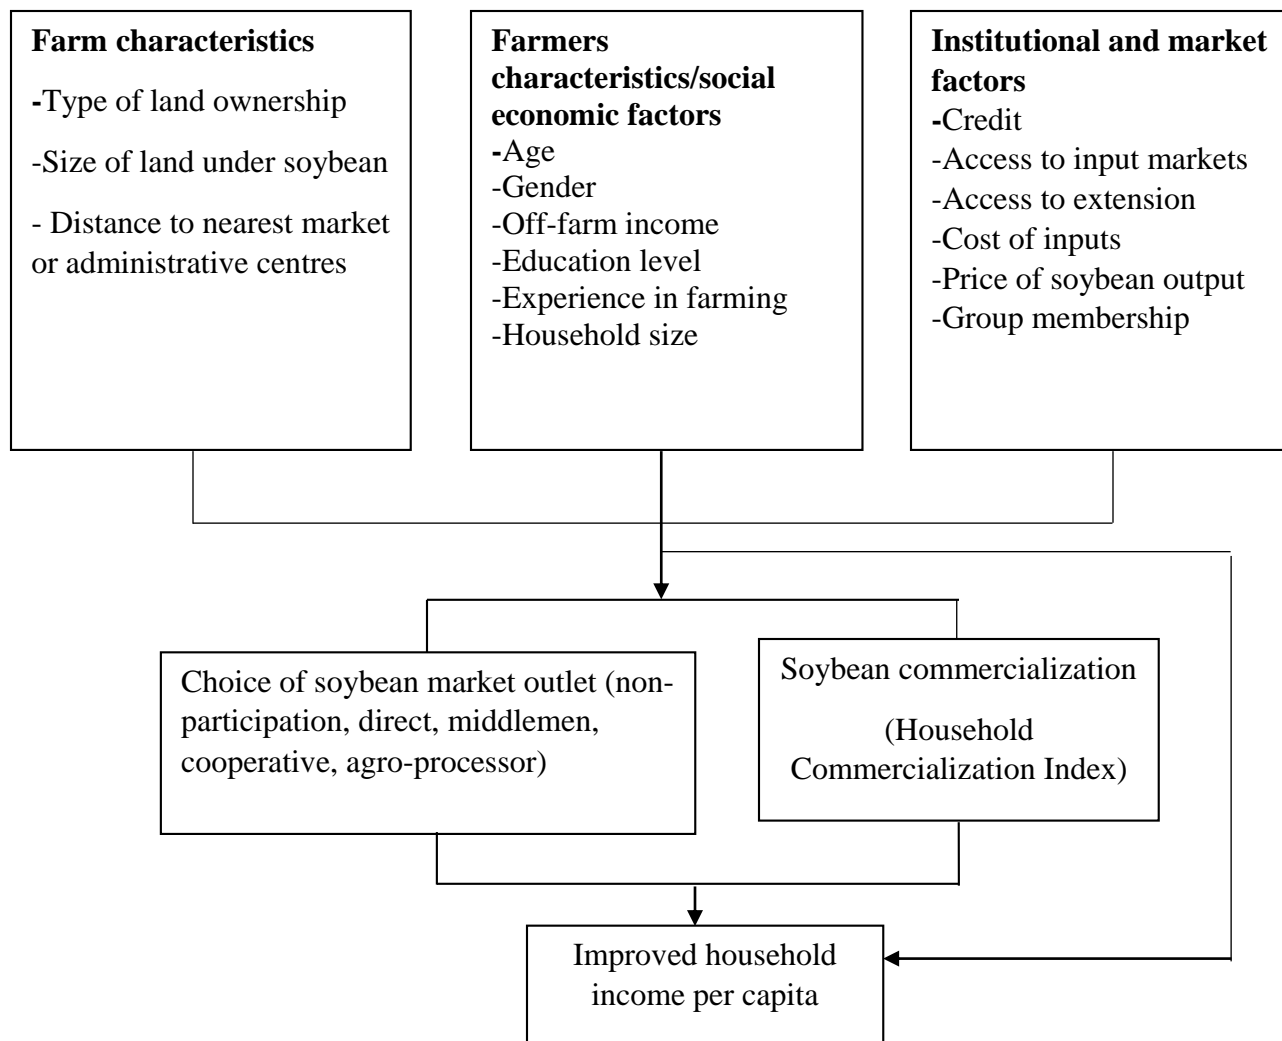 Farm characteristics
-Type of land ownership
-Size of land under soybean
- Distance to nearest market
or administrative centres
Farmers
characteristics/social
economic factors
-Age
-Gender
-Off-farm income
-Education level
-Experience in farming
-Household size
Institutional and market
factors
-Credit
-Access to input markets
-Access to extension
-Cost of inputs
-Price of soybean output
-Group membership
Choice of soybean market outlet (non-
participation, direct, middlemen,
cooperative, agro-processor)
Soybean commercialization
(Household
Commercialization Index)
Improved household
income per capita